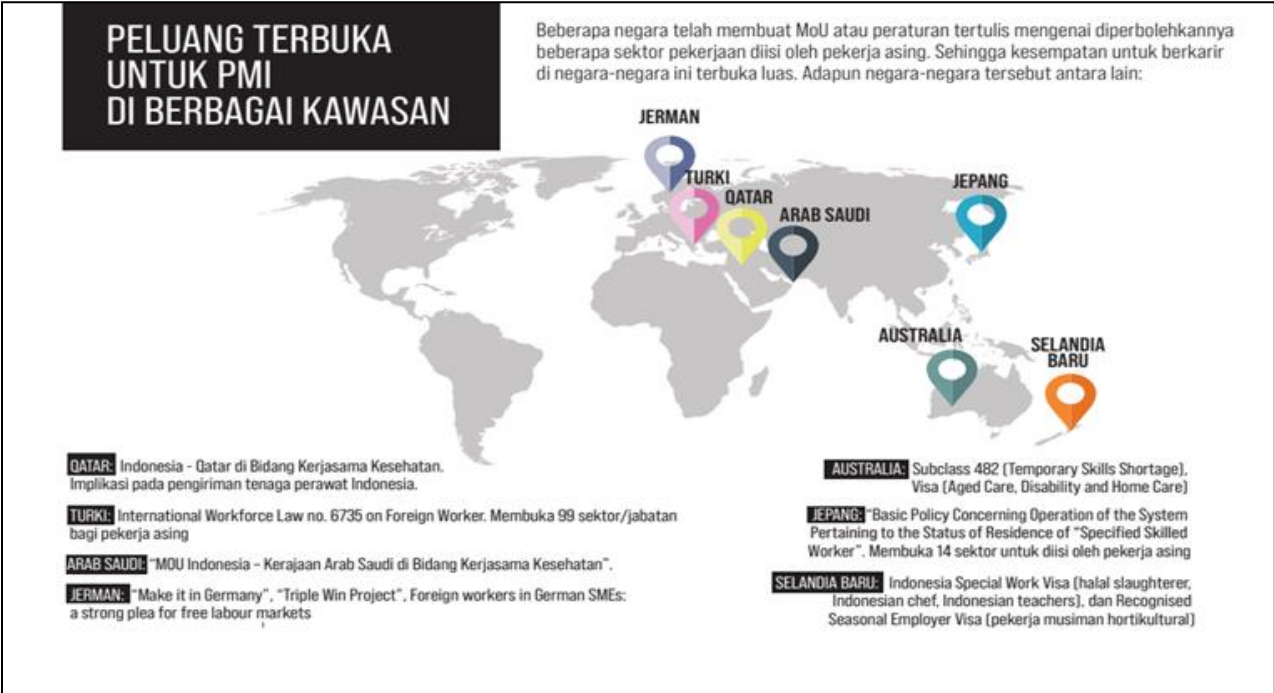 PELUANG TERBUKA
UNTUK PMI
DI BERBAGAI KAWASAN
Beberapa negara telah membuat MoU atau peraturan tertulis mengenai diperbolehkannya
beberapa sektor pekerjaan diisi oleh pekerja asing. Sehingga kesempatan untuk berkarir
di negara-negara ini terbuka luas. Adapun negara-negara tersebut antara lain:
JERMAN
TURKI
QATAR
ARAB SAUDI
JEPANG
AUSTRALIA
SELANDIA
BARU
QATAR: Indonesia - Qatar di Bidang Kerjasama Kesehatan.
Implikasi pada pengiriman tenaga perawat Indonesia.
TURKI: International Workforce Law no. 6735 on Foreign Worker. Membuka 99 sektor/jabatan
bagi pekerja asing
ARAB SAUDI: "MOU Indonesia – Kerajaan Arab Saudi di Bidang Kerjasama Kesehatan".
JERMAN: "Make it in Germany", "Triple Win Project", Foreign workers in German SMEs:
a strong plea for free labour markets
AUSTRALIA: Subclass 482 (Temporary Skills Shortage),
Visa (Aged Care, Disability and Home Care)
JEPANG: "Basic Policy Concerning Operation of the System
Pertaining to the Status of Residence of "Specified Skilled
Worker". Membuka 14 sektor untuk diisi oleh pekerja asing
SELANDIA BARU: Indonesia Special Work Visa (halal slaughterer,
Indonesian chef, Indonesian teachers), dan Recognised
Seasonal Employer Visa (pekerja musiman hortikultural)